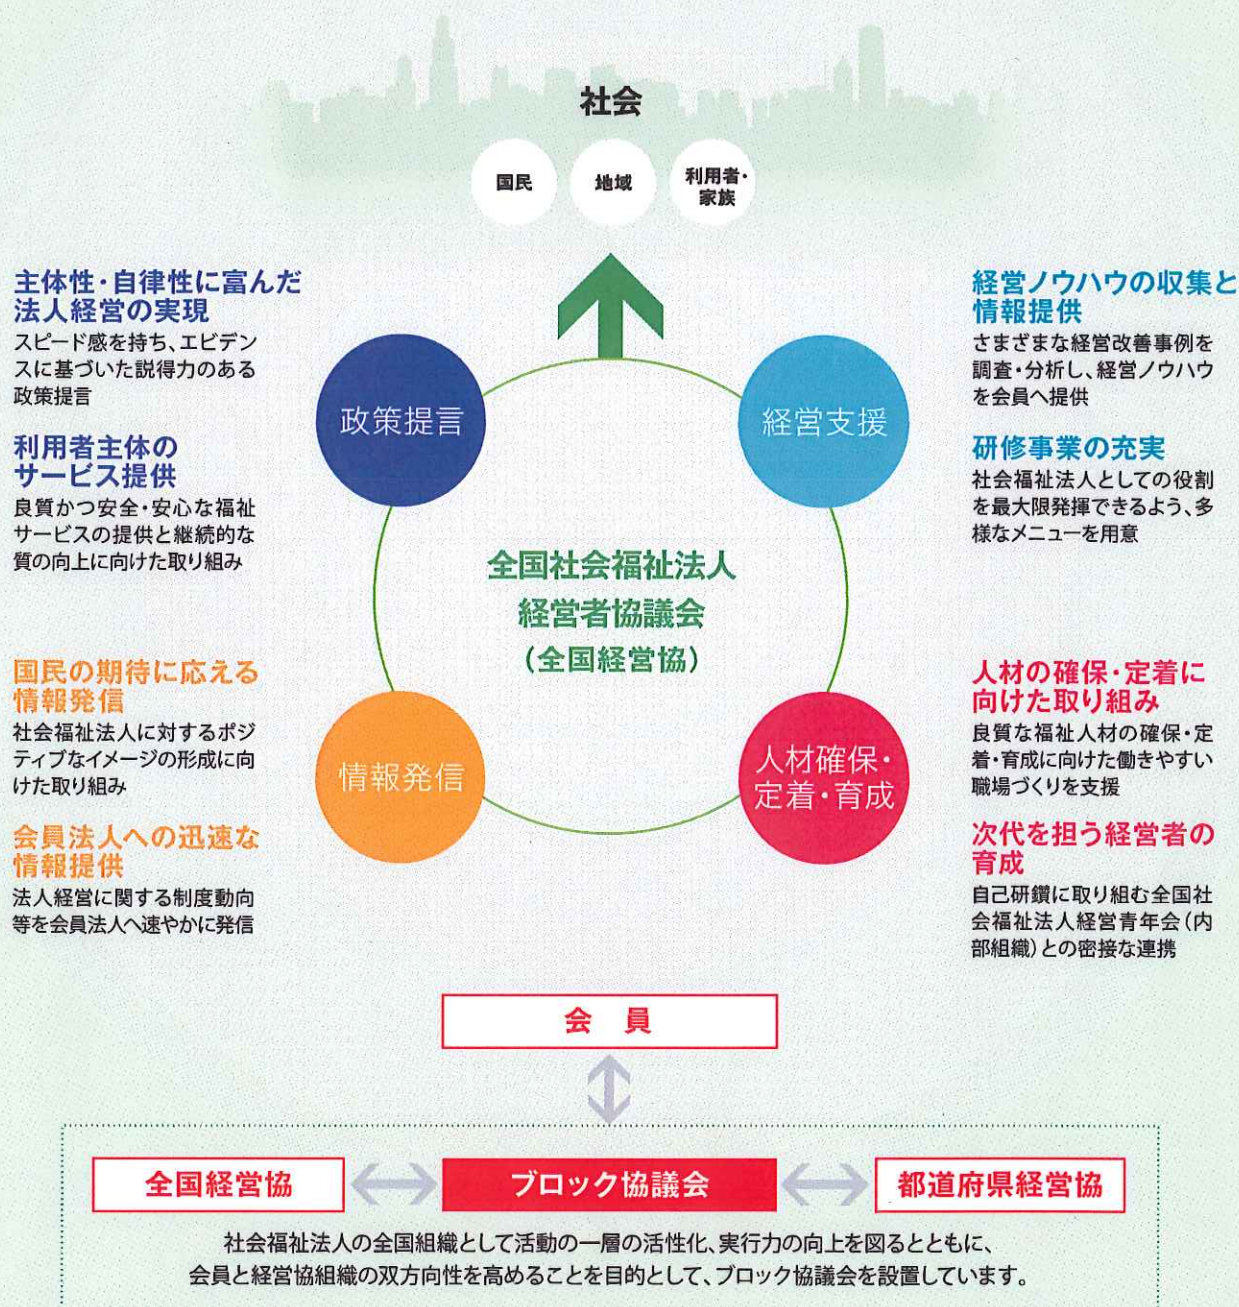 社会
国民
地域
利用者・
家族
主体性・自律性に富んだ
法人経営の実現
スピード感を持ち、エビデン
スに基づいた説得力のある
政策提言
利用者主体の
サービス提供
良質かつ安全・安心な福祉
サービスの提供と継続的な
質の向上に向けた取り組み
政策提言
経営支援
経営ノウハウの収集と
情報提供
さまざまな経営改善事例を
調査・分析し、経営ノウハウ
を会員へ提供
研修事業の充実
社会福祉法人としての役割
を最大限発揮できるよう、多
様なメニューを用意
全国社会福祉法人
経営者協議会
(全国経営協)
国民の期待に応える
情報発信
社会福祉法人に対するポジ
ティブなイメージの形成に向
けた取り組み
会員法人への迅速な
情報提供
法人経営に関する制度動向
等を会員法人へ速やかに発信
情報発信
人材確保・
定着・育成
人材の確保・定着に
向けた取り組み
良質な福祉人材の確保・定
着・育成に向けた働きやすい
職場づくりを支援
次代を担う経営者の
育成
自己研鑽に取り組む全国社
会福祉法人経営青年会(内
部組織)との密接な連携
会 員
全国経営協
ブロック協議会
都道府県経営協
社会福祉法人の全国組織として活動の一層の活性化、実行力の向上を図るとともに、
会員と経営協組織の双方向性を高めることを目的として、ブロック協議会を設置しています。